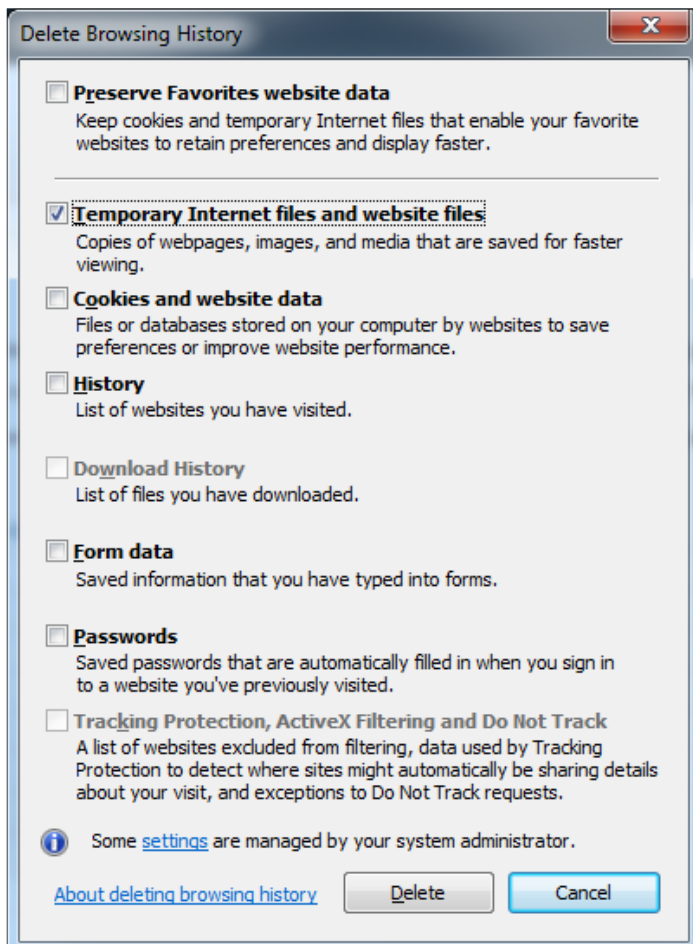 Delete Browsing History
Preserve Favorites website data
Keep cookies and temporary Internet files that enable your favorite
websites to retain preferences and display faster.
Temporary Internet files and website files
Copies of webpages, images, and media that are saved for faster
viewing.
Cookies and website data
Files or databases stored on your computer by websites to save
preferences or improve website performance.
History
List of websites you have visited.
Download History
List of files you have downloaded.
Form data
Saved information that you have typed into forms.
Passwords
Saved passwords that are automatically filled in when you sign in
to a website you've previously visited.
Tracking Protection, ActiveX Filtering and Do Not Track
A list of websites excluded from filtering, data used by Tracking
Protection to detect where sites might automatically be sharing details
about your visit, and exceptions to Do Not Track requests.
Some settings are managed by your system administrator.
About deleting browsing history Delete Cancel